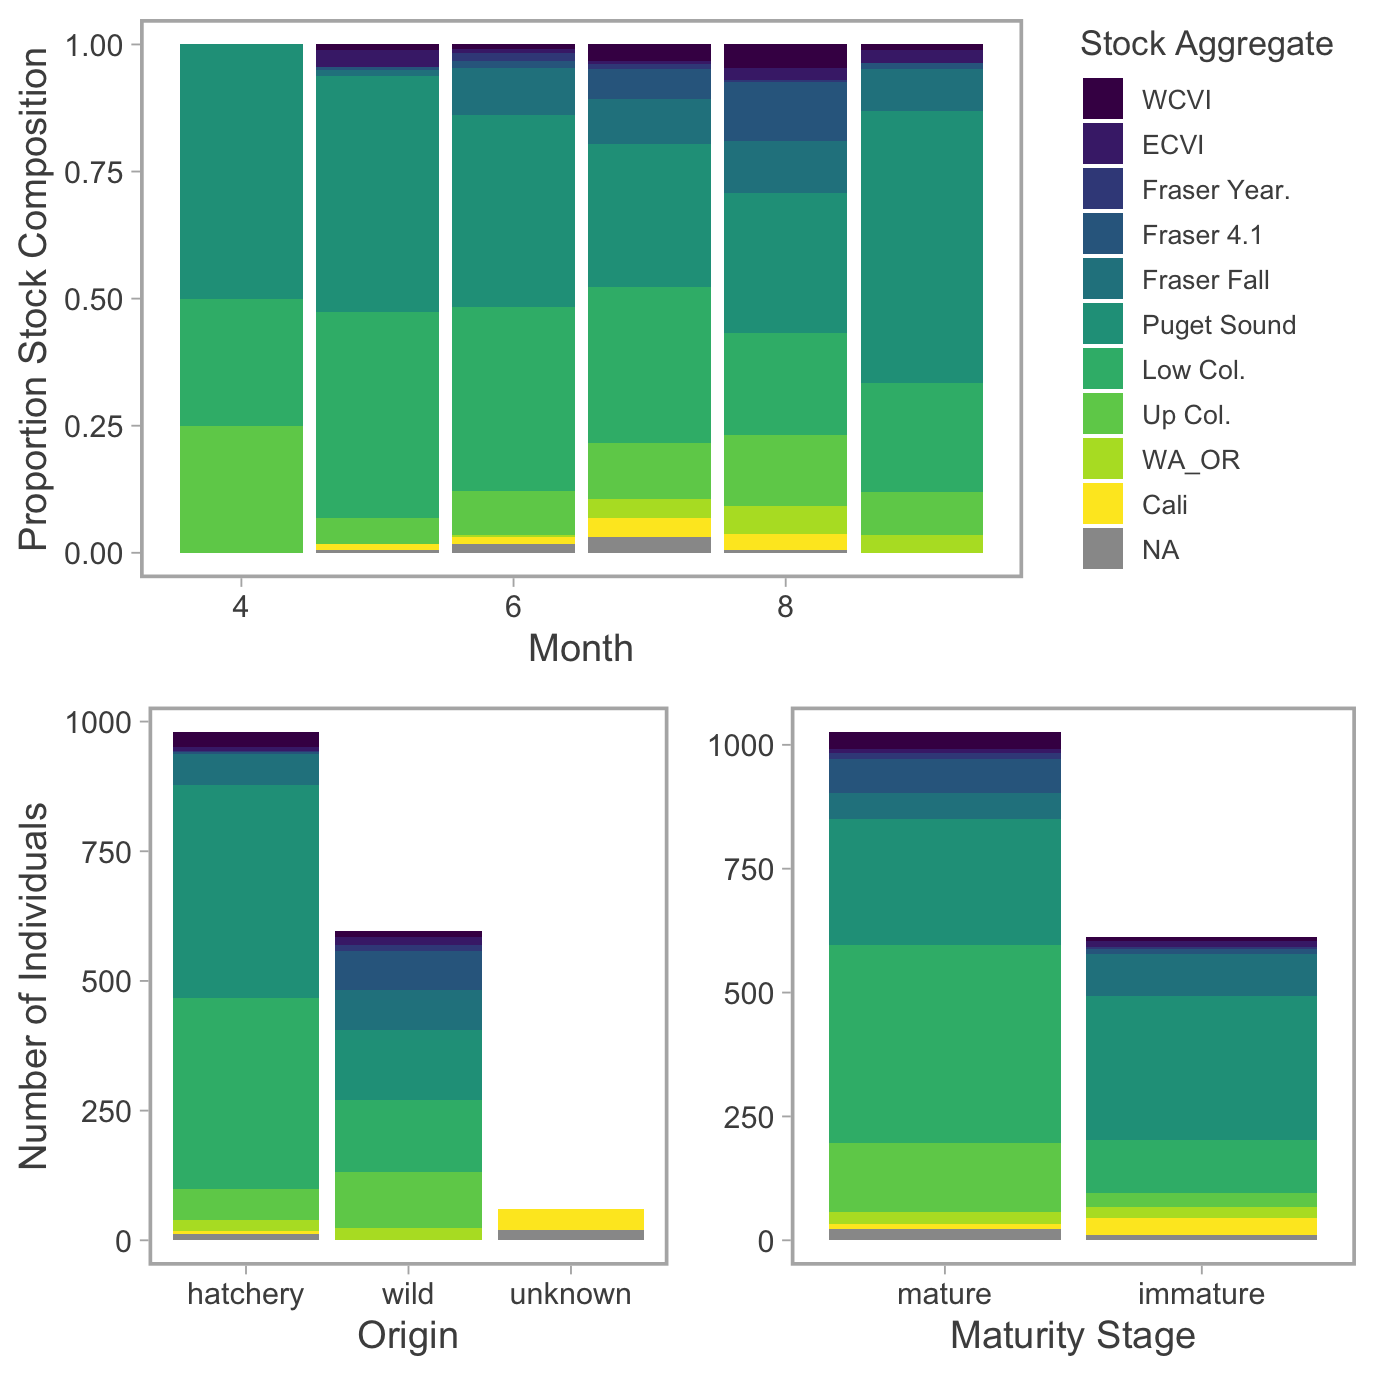 Proportion Stock Composition
1.00
0.75
0.50
0.25
0.00
4 6 8
Month
Stock Aggregate
WCVI
ECVI
Fraser Year.
Fraser 4.1
Fraser Fall
Puget Sound
Low Col.
Up Col.
WA_OR
Cali
NA
Number of Individuals
1000
750
500
250
0
hatchery wild unknown
Origin
1000
750
500
250
0
mature immature
Maturity Stage